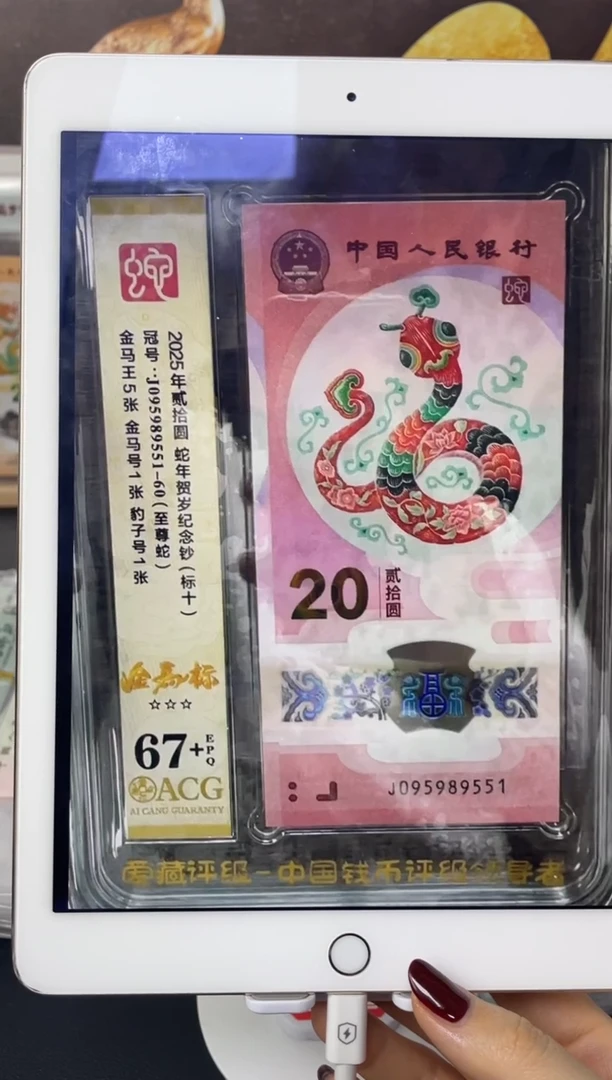 蛇
2025年贰拾圆 蛇年贺岁纪念钞(标十)
冠号：J095989551-60(至尊蛇)
金马王5张 金马号1张 豹子号1张
金马标
☆☆☆
67+EPQ
ACG
AI CANG GUARANTY
中国人民银行
蛇
20
贰拾圆
J095989551
爱藏评级-中国钱币评级领导者